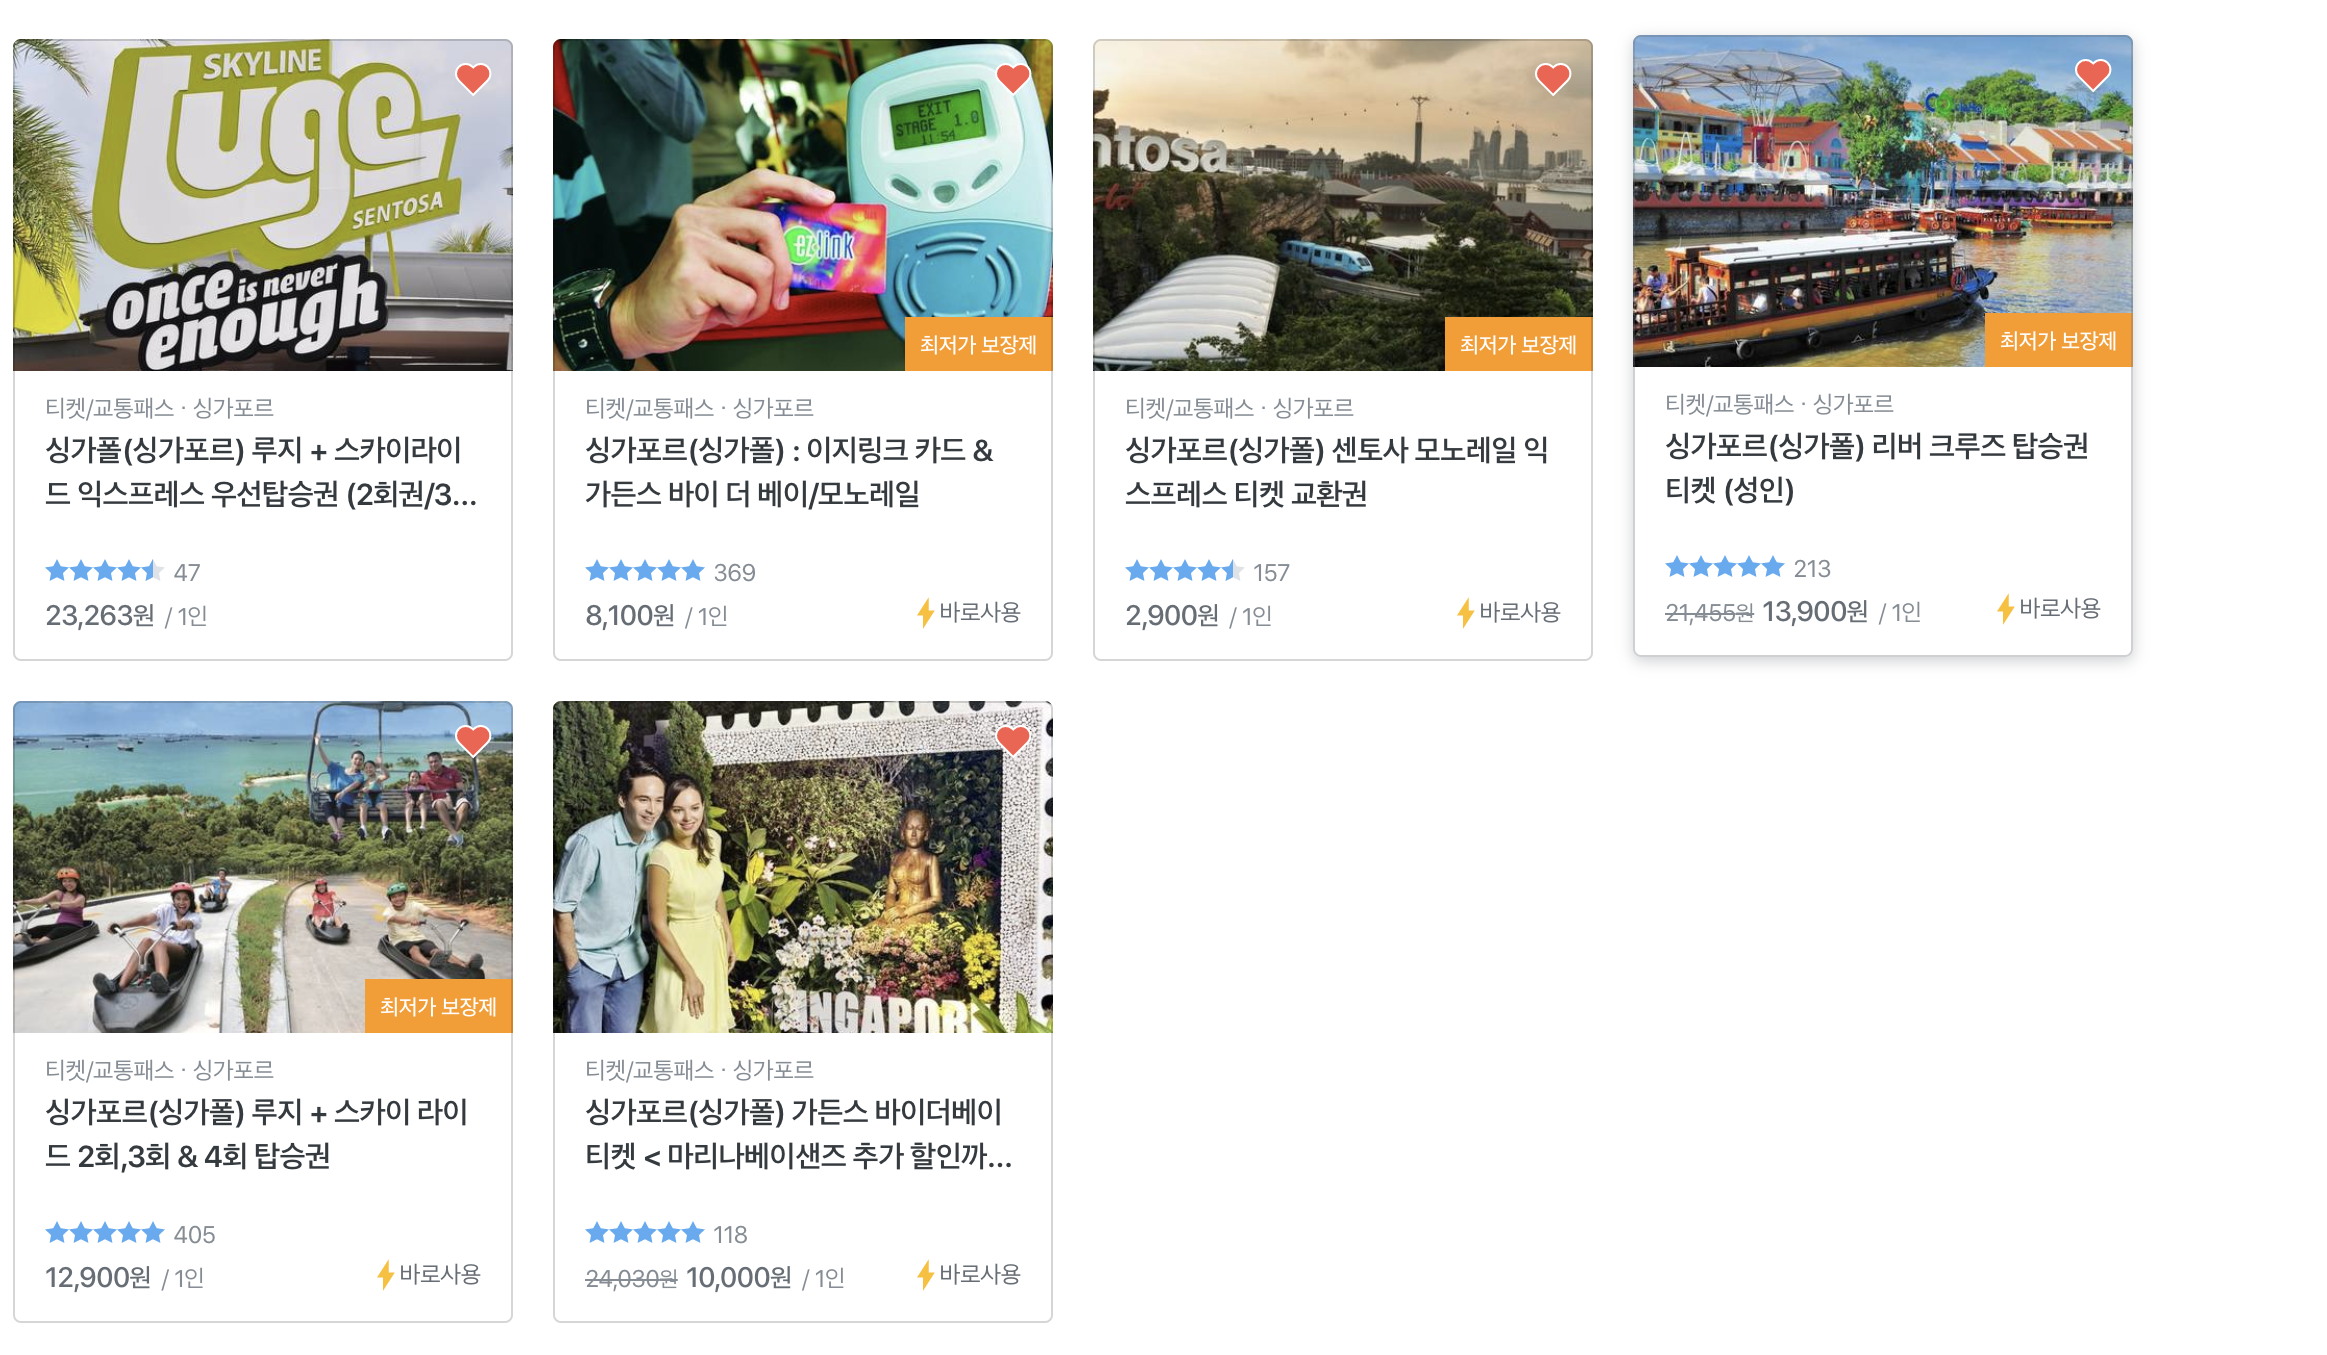 SKYLINE
Luge
SENTOSA
once is never
enough
티켓/교통패스 · 싱가포르
싱가폴(싱가포르) 루지 + 스카이라이
드 익스프레스 우선탑승권 (2회권/3...
47
23,263원 / 1인
EXIT
STAGE 1.0
11:54
ez-link
최저가 보장제
티켓/교통패스 · 싱가포르
싱가포르(싱가폴) : 이지링크 카드 &
가든스 바이 더 베이/모노레일
369
8,100원 / 1인
바로사용
ntosa
최저가 보장제
티켓/교통패스 · 싱가포르
싱가포르(싱가폴) 센토사 모노레일 익
스프레스 티켓 교환권
157
2,900원 / 1인
바로사용
최저가 보장제
티켓/교통패스 · 싱가포르
싱가포르(싱가폴) 리버 크루즈 탑승권
티켓 (성인)
213
21,455원 13,900원 / 1인
바로사용
최저가 보장제
티켓/교통패스 · 싱가포르
싱가포르(싱가폴) 루지 + 스카이 라이
드 2회,3회 & 4회 탑승권
405
12,900원 / 1인
바로사용
INGAPOR
티켓/교통패스 · 싱가포르
싱가포르(싱가폴) 가든스 바이더베이
티켓 < 마리나베이샌즈 추가 할인까...
118
24,030원 10,000원 / 1인
바로사용